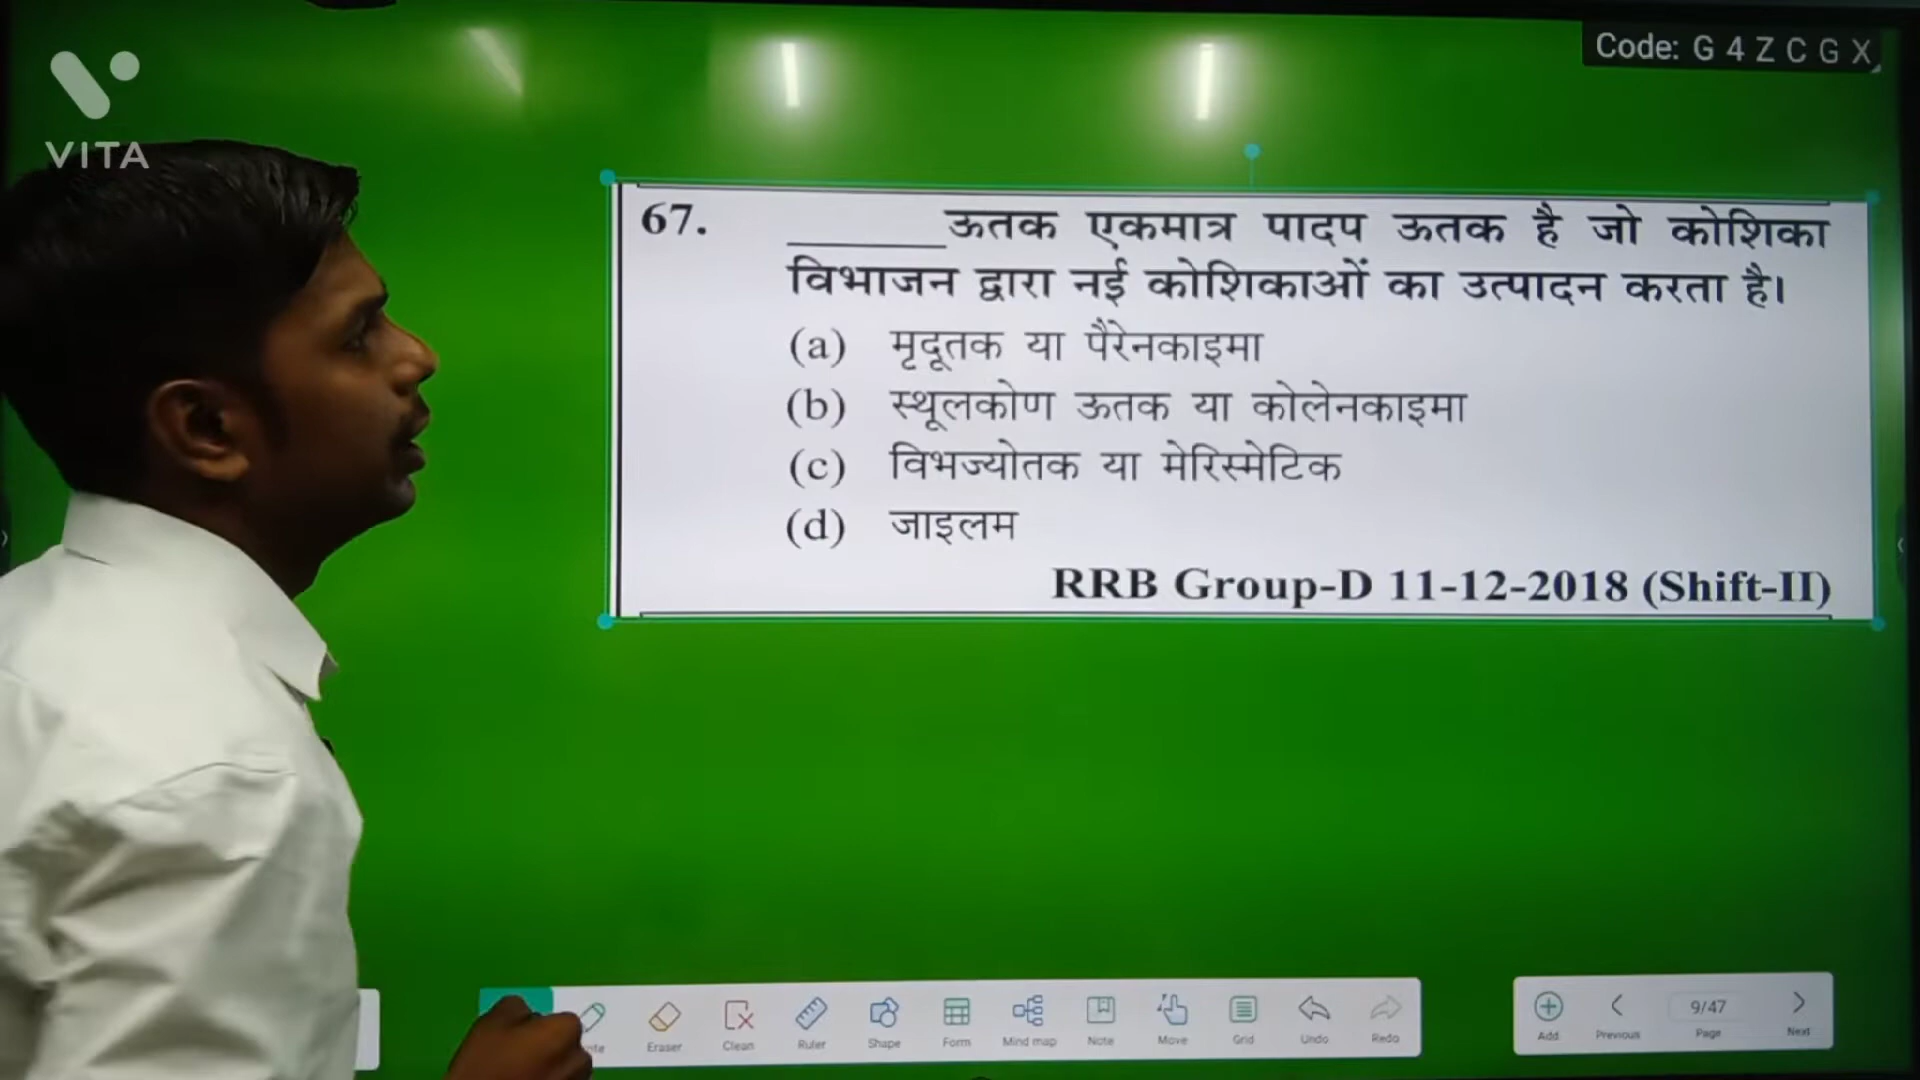 VITA
Code: G 4 Z C G X
67. ______ ऊतक एकमात्र पादप ऊतक है जो कोशिका
विभाजन द्वारा नई कोशिकाओं का उत्पादन करता है।
(a) मृदूतक या पैरेनकाइमा
(b) स्थूलकोण ऊतक या कोलेनकाइमा
(c) विभज्योतक या मेरिस्मेटिक
(d) जाइलम
RRB Group-D 11-12-2018 (Shift-II)
Eraser Clean Ruler Shape Form Mind map Note Move Grid Undo Redo
Add Previous 9/47 Page Next